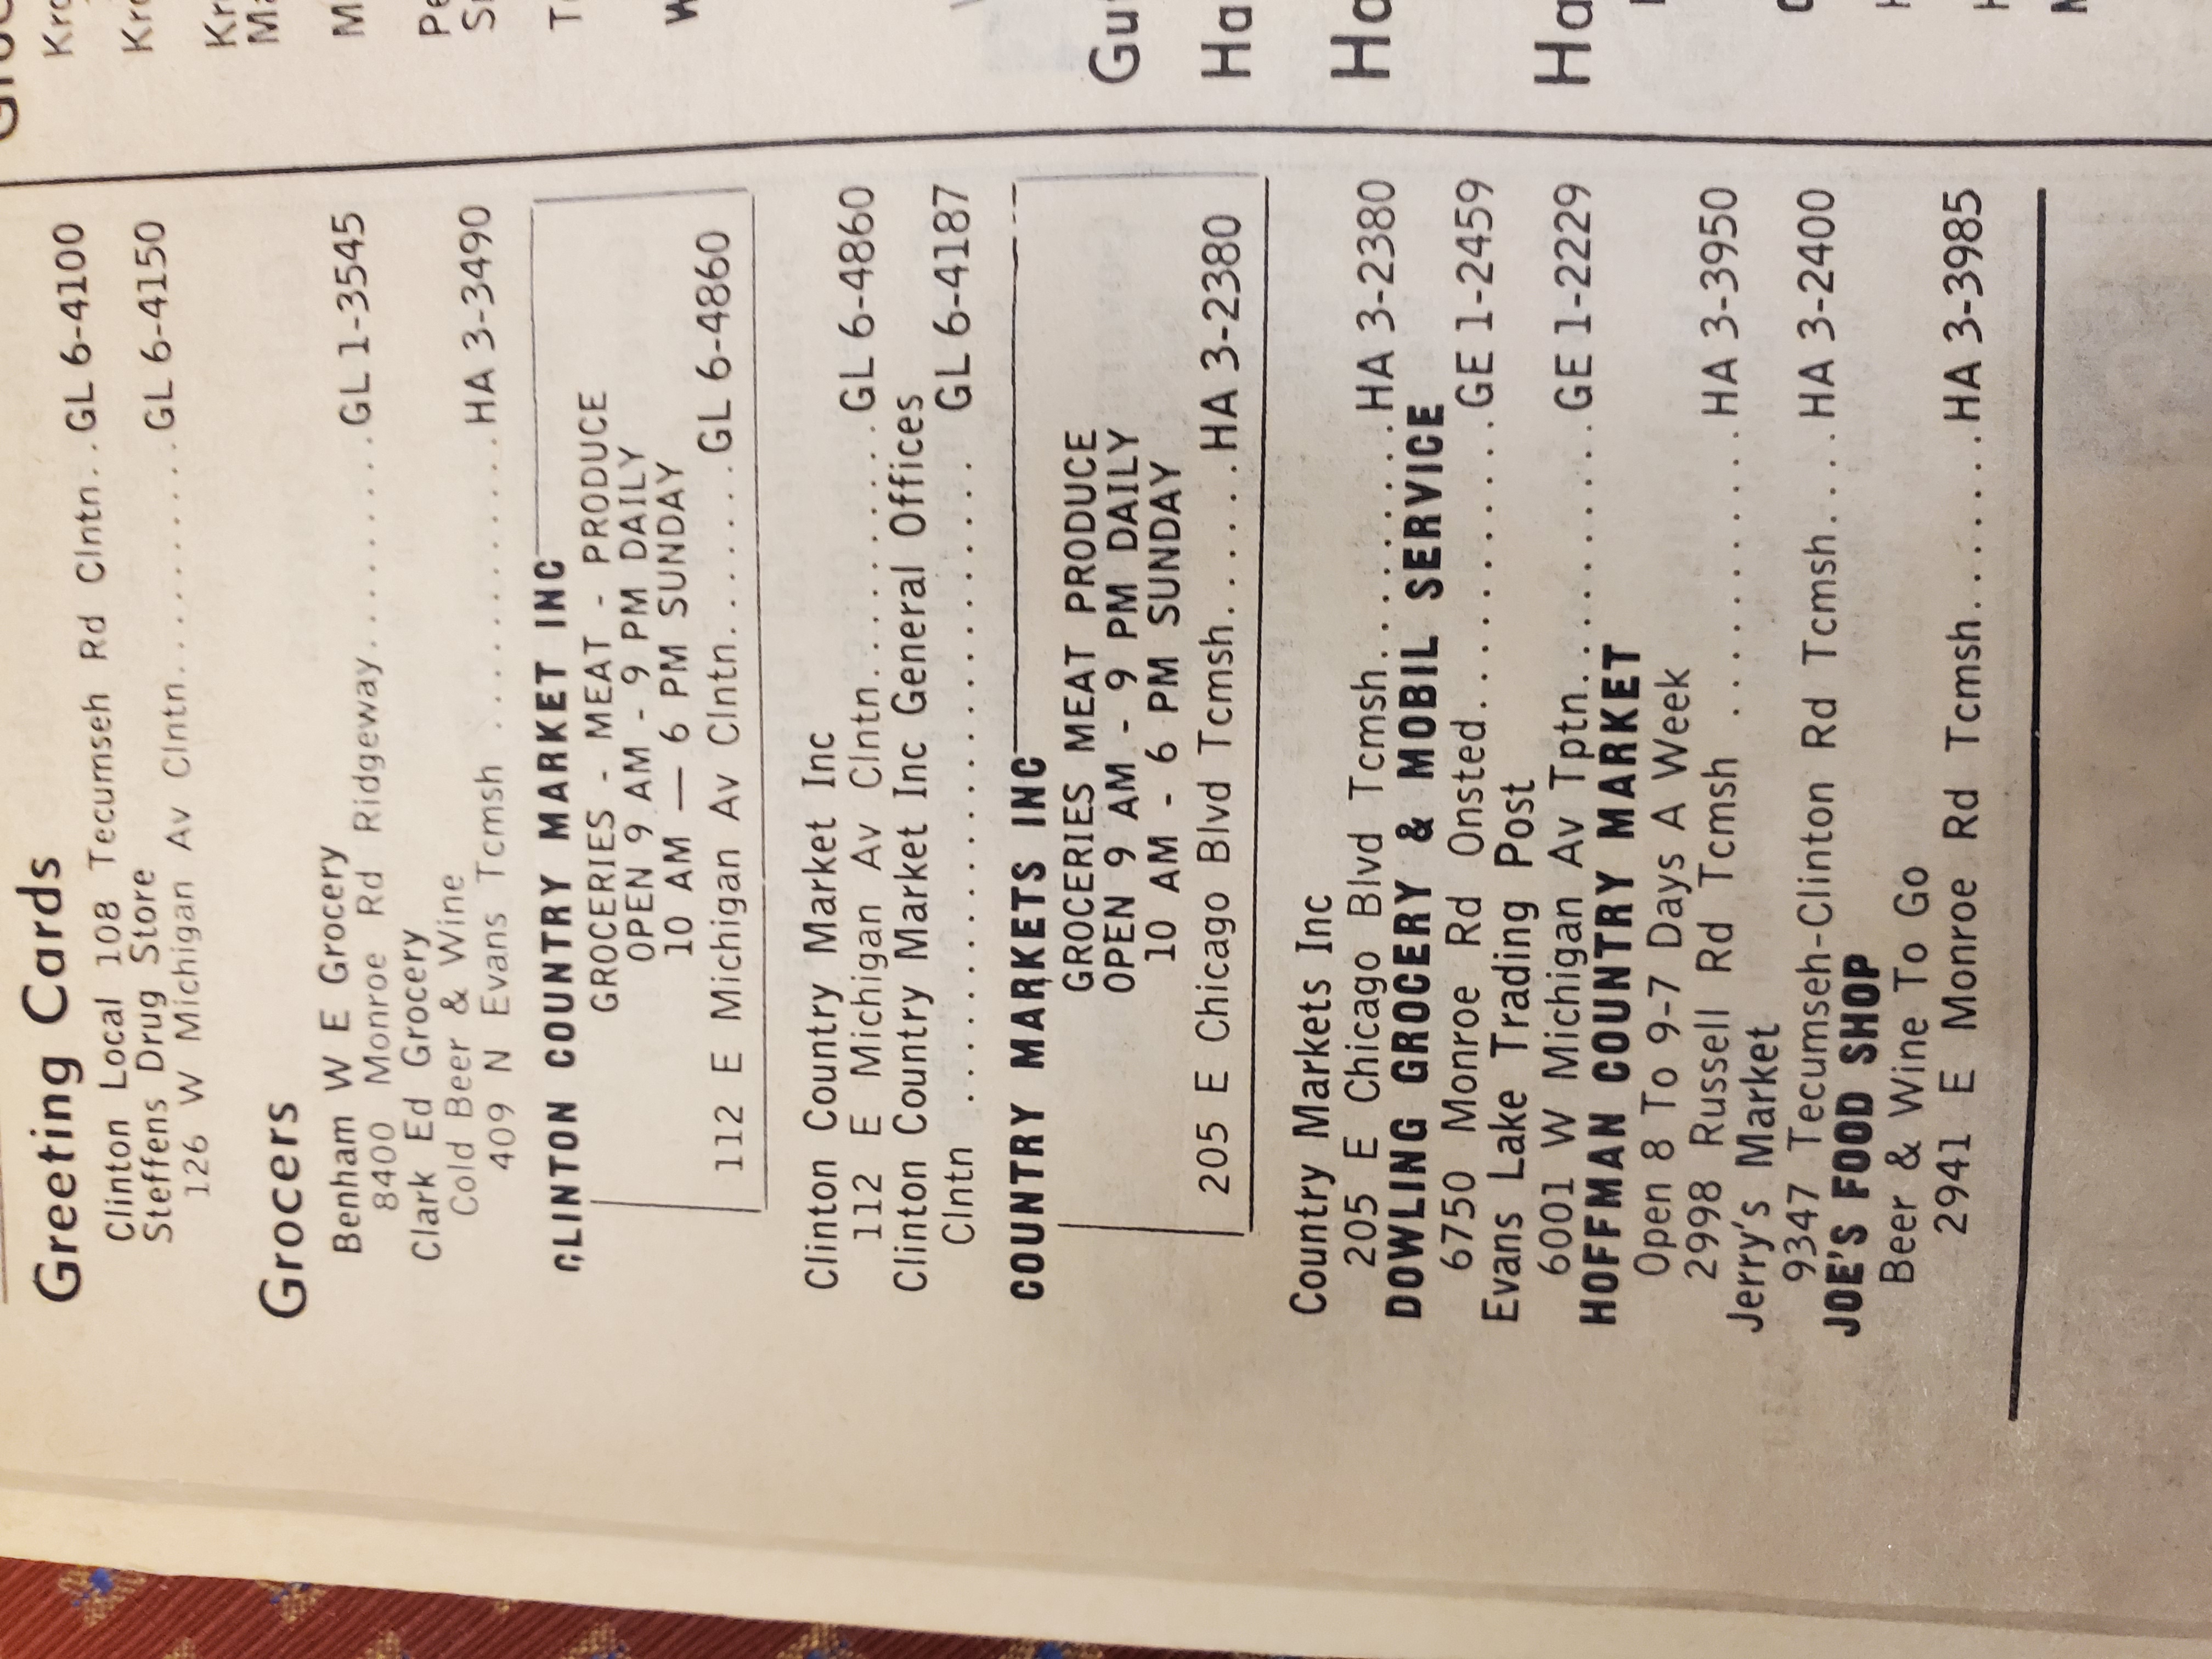 Greeting Cards
Clinton Local 108 Tecumseh Rd Clntn..GL 6-4100
Steffens Drug Store
126 W Michigan Av Clntn..........GL 6-4150
Grocers
Benham W E Grocery
8400 Monroe Rd Ridgeway.........GL 1-3545
Clark Ed Grocery
Cold Beer & Wine
409 N Evans Tcmsh ..........HA 3-3490
CLINTON COUNTRY MARKET INC
GROCERIES - MEAT - PRODUCE
OPEN 9 AM - 9 PM DAILY
10 AM — 6 PM SUNDAY
112 E Michigan Av Clntn......GL 6-4860
Clinton Country Market Inc
112 E Michigan Av Clntn.........GL 6-4860
Clinton Country Market Inc General Offices
Clntn ........................ GL 6-4187
COUNTRY MARKETS INC
GROCERIES MEAT PRODUCE
OPEN 9 AM - 9 PM DAILY
10 AM - 6 PM SUNDAY
205 E Chicago Blvd Tcmsh......HA 3-2380
Country Markets Inc
205 E Chicago Blvd Tcmsh.........HA 3-2380
DOWLING GROCERY & MOBIL SERVICE
6750 Monroe Rd Onsted...........GE 1-2459
Evans Lake Trading Post
6001 W Michigan Av Tptn.........GE 1-2229
HOFFMAN COUNTRY MARKET
Open 8 To 9-7 Days A Week
2998 Russell Rd Tcmsh ..........HA 3-3950
Jerry's Market
9347 Tecumseh-Clinton Rd Tcmsh....HA 3-2400
JOE'S FOOD SHOP
Beer & Wine To Go
2941 E Monroe Rd Tcmsh......HA 3-3985